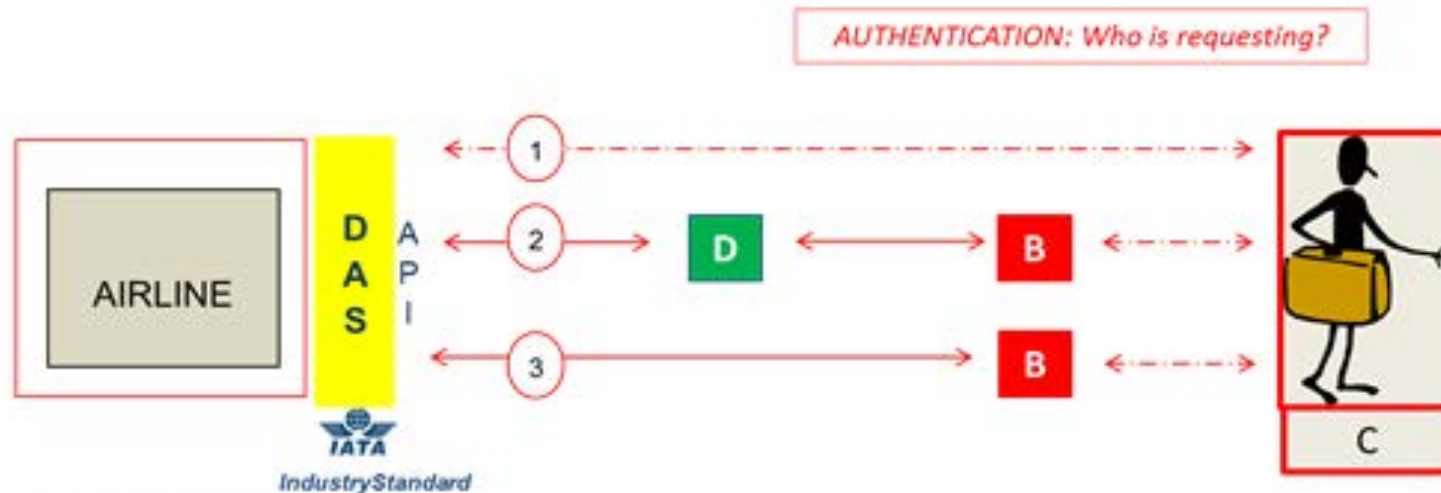 AUTHENTICATION: Who is requesting?
1
AIRLINE
D
A
S
A
P
I
2
D
B
3
B
IATA
IndustryStandard
C